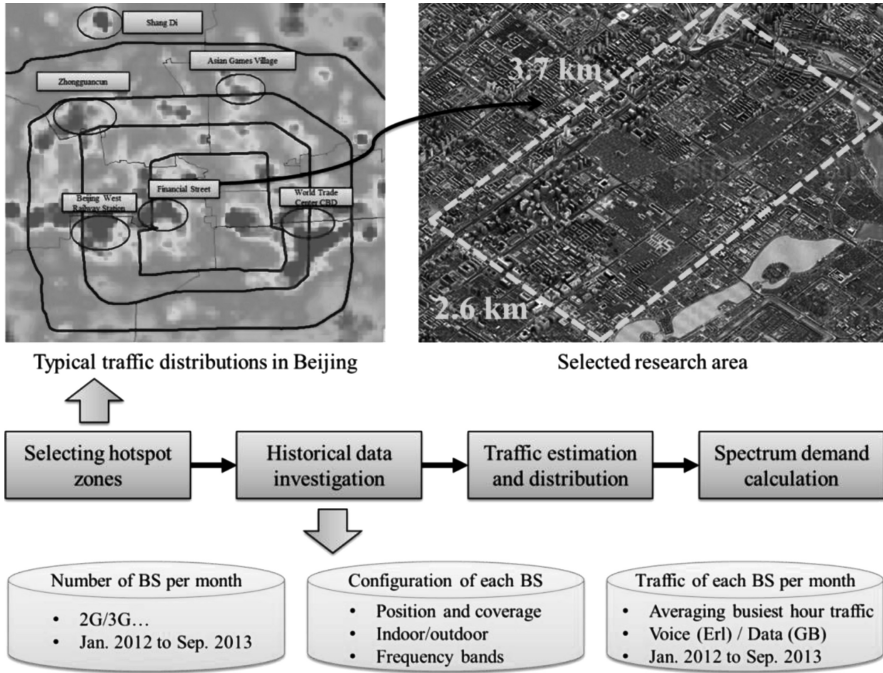 Shang Di
Asian Games Village
Zhongguancun
Financial Street
Beijing West
Railway Station
World Trade
Center CBD
3.7 km
2.6 km
Typical traffic distributions in Beijing
Selected research area
Selecting hotspot
zones
Historical data
investigation
Traffic estimation
and distribution
Spectrum demand
calculation
Number of BS per month
• 2G/3G…
• Jan. 2012 to Sep. 2013
Configuration of each BS
• Position and coverage
• Indoor/outdoor
• Frequency bands
Traffic of each BS per month
• Averaging busiest hour traffic
• Voice (Erl) / Data (GB)
• Jan. 2012 to Sep. 2013